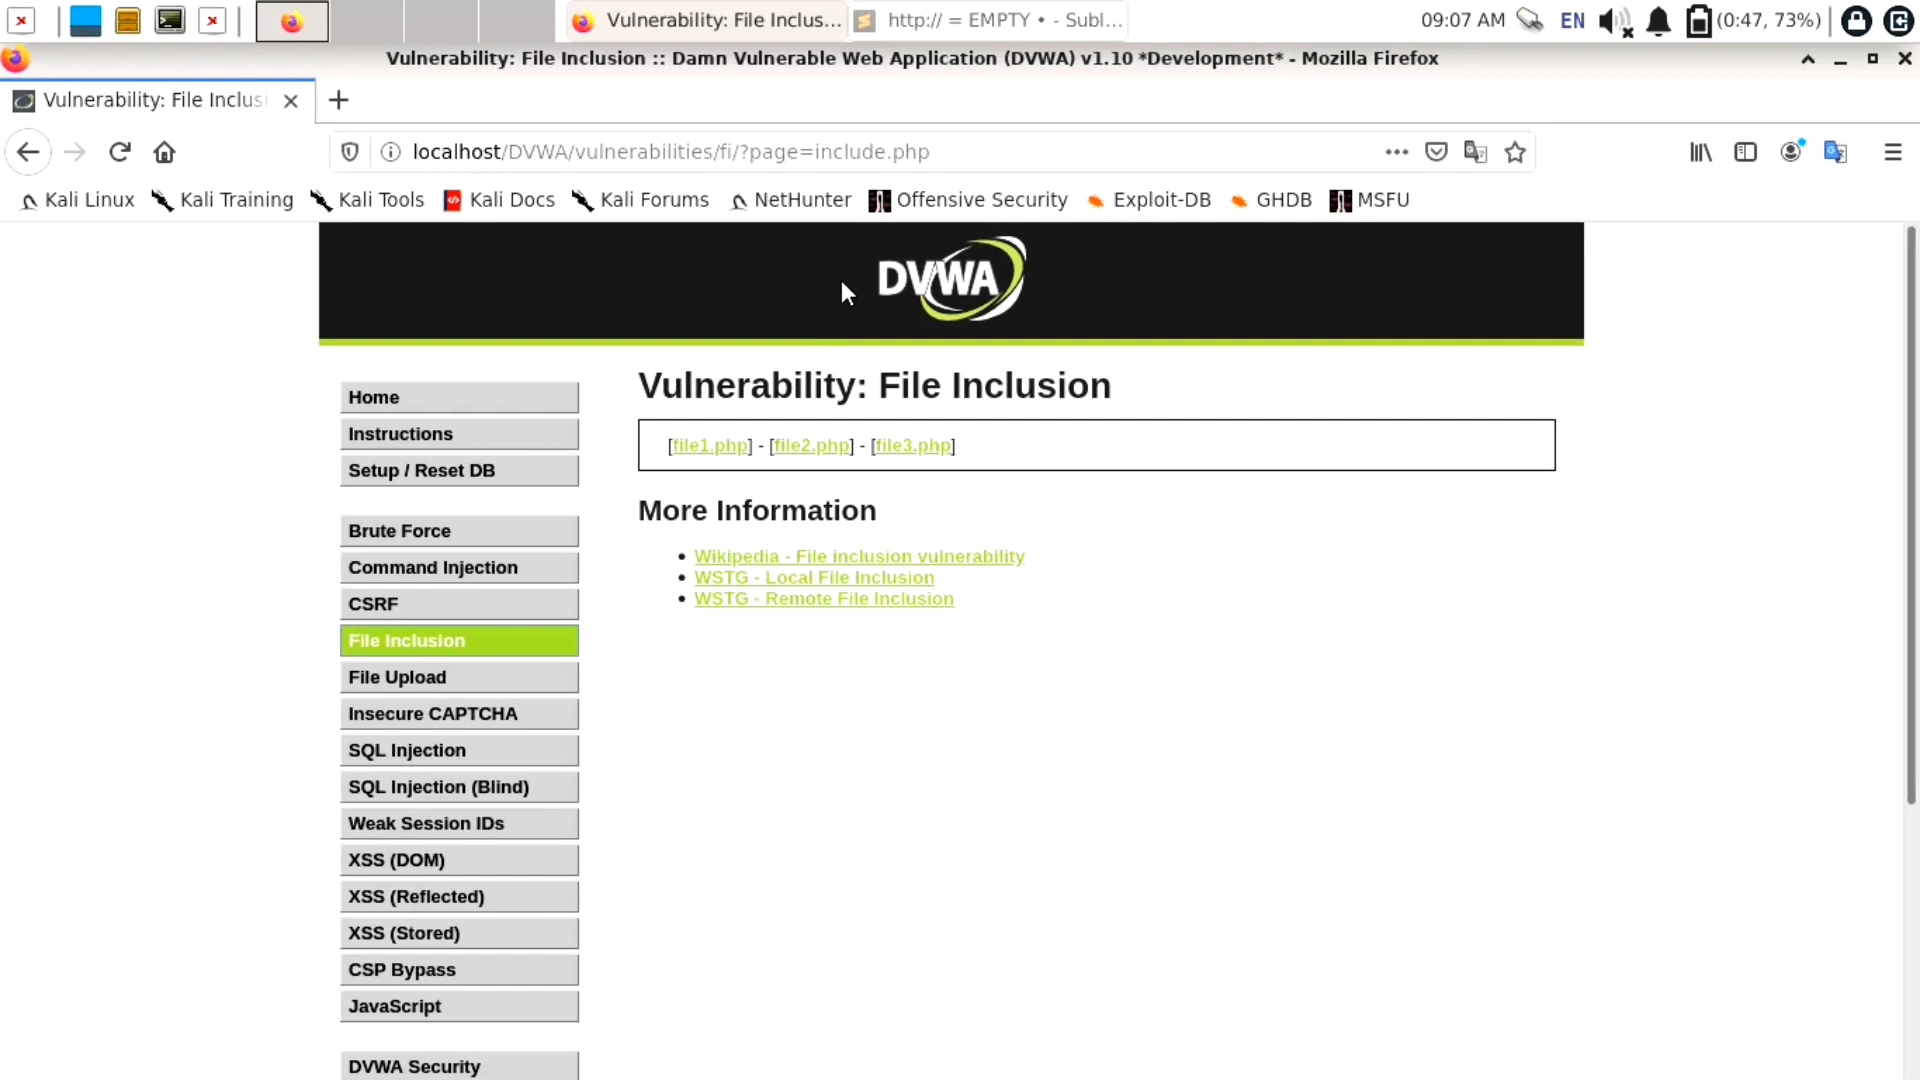 Vulnerability: File Inclus... http:// = EMPTY • - Subl... 09:07 AM EN (0:47, 73%)
Vulnerability: File Inclusion :: Damn Vulnerable Web Application (DVWA) v1.10 *Development* - Mozilla Firefox
Vulnerability: File Inclusi
localhost/DVWA/vulnerabilities/fi/?page=include.php
Kali Linux Kali Training Kali Tools Kali Docs Kali Forums NetHunter Offensive Security Exploit-DB GHDB MSFU
DVWA
Home
Instructions
Setup / Reset DB
Brute Force
Command Injection
CSRF
File Inclusion
File Upload
Insecure CAPTCHA
SQL Injection
SQL Injection (Blind)
Weak Session IDs
XSS (DOM)
XSS (Reflected)
XSS (Stored)
CSP Bypass
JavaScript
DVWA Security
Vulnerability: File Inclusion
[file1.php] - [file2.php] - [file3.php]
More Information
• Wikipedia - File inclusion vulnerability
• WSTG - Local File Inclusion
• WSTG - Remote File Inclusion